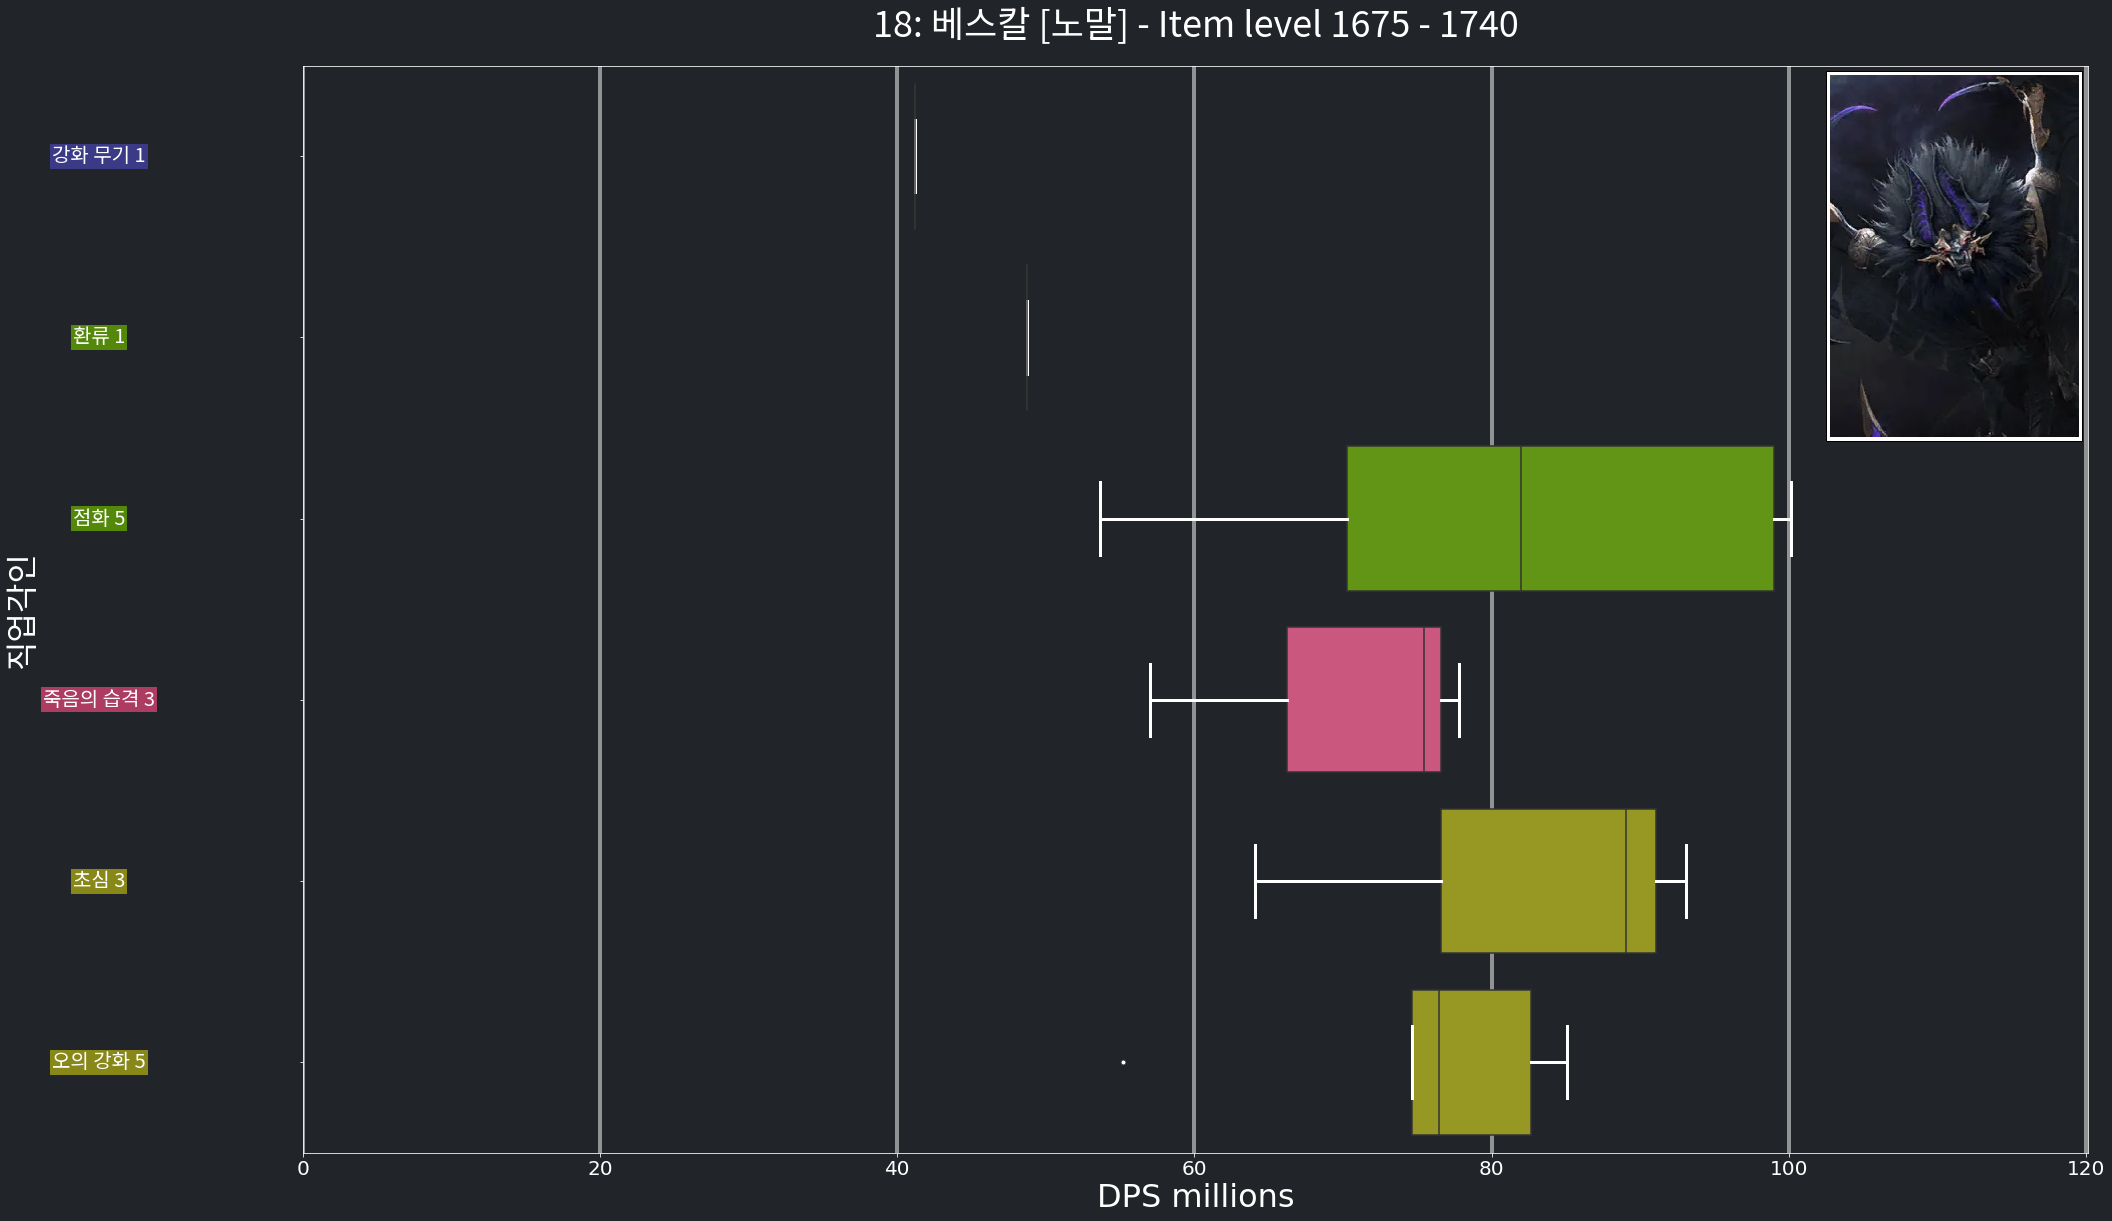 18: 베스칼 [노말] - Item level 1675 - 1740
강화 무기 1
환류 1
점화 5
죽음의 습격 3
초심 3
오의 강화 5
직업각인
0 20 40 60 80 100 120
DPS millions